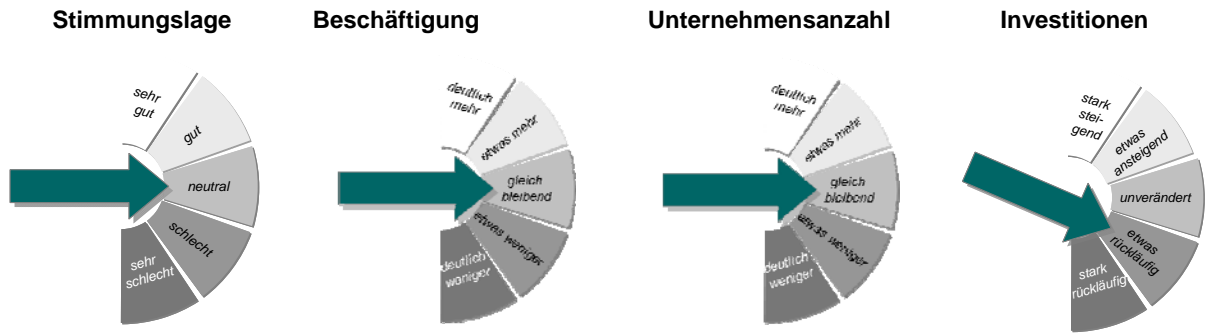 Stimmungslage
sehr
gut
gut
neutral
schlecht
sehr
schlecht
Beschäftigung
deutlich
mehr
etwas mehr
gleich
bleibend
etwas weniger
deutlich
weniger
Unternehmensanzahl
deutlich
mehr
etwas mehr
gleich
bleibend
etwas weniger
deutlich
weniger
Investitionen
stark
stei-
gend
etwas
ansteigend
unverändert
etwas
rückläufig
stark
rückläufig